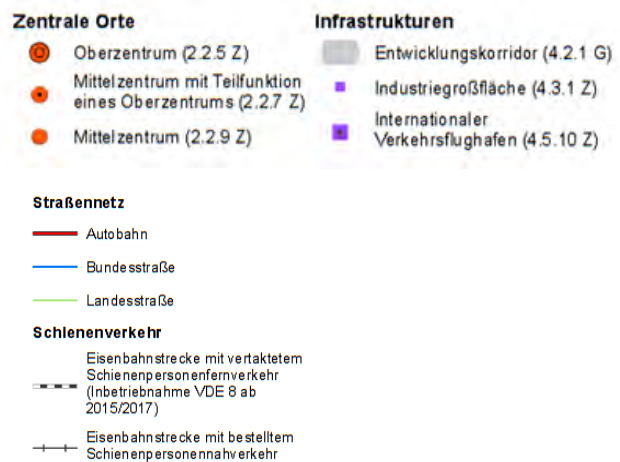 Zentrale Orte
Oberzentrum (2.2.5 Z)
Mittelzentrum mit Teilfunktion
eines Oberzentrums (2.2.7 Z)
Mittelzentrum (2.2.9 Z)
Infrastrukturen
Entwicklungskorridor (4.2.1 G)
Industriegroßfläche (4.3.1 Z)
Internationaler
Verkehrsflughafen (4.5.10 Z)
Straßennetz
Autobahn
Bundesstraße
Landesstraße
Schienenverkehr
Eisenbahnstrecke mit vertaktetem
Schienenpersonenfernverkehr
(Inbetriebnahme VDE 8 ab
2015/2017)
Eisenbahnstrecke mit bestelltem
Schienenpersonennahverkehr